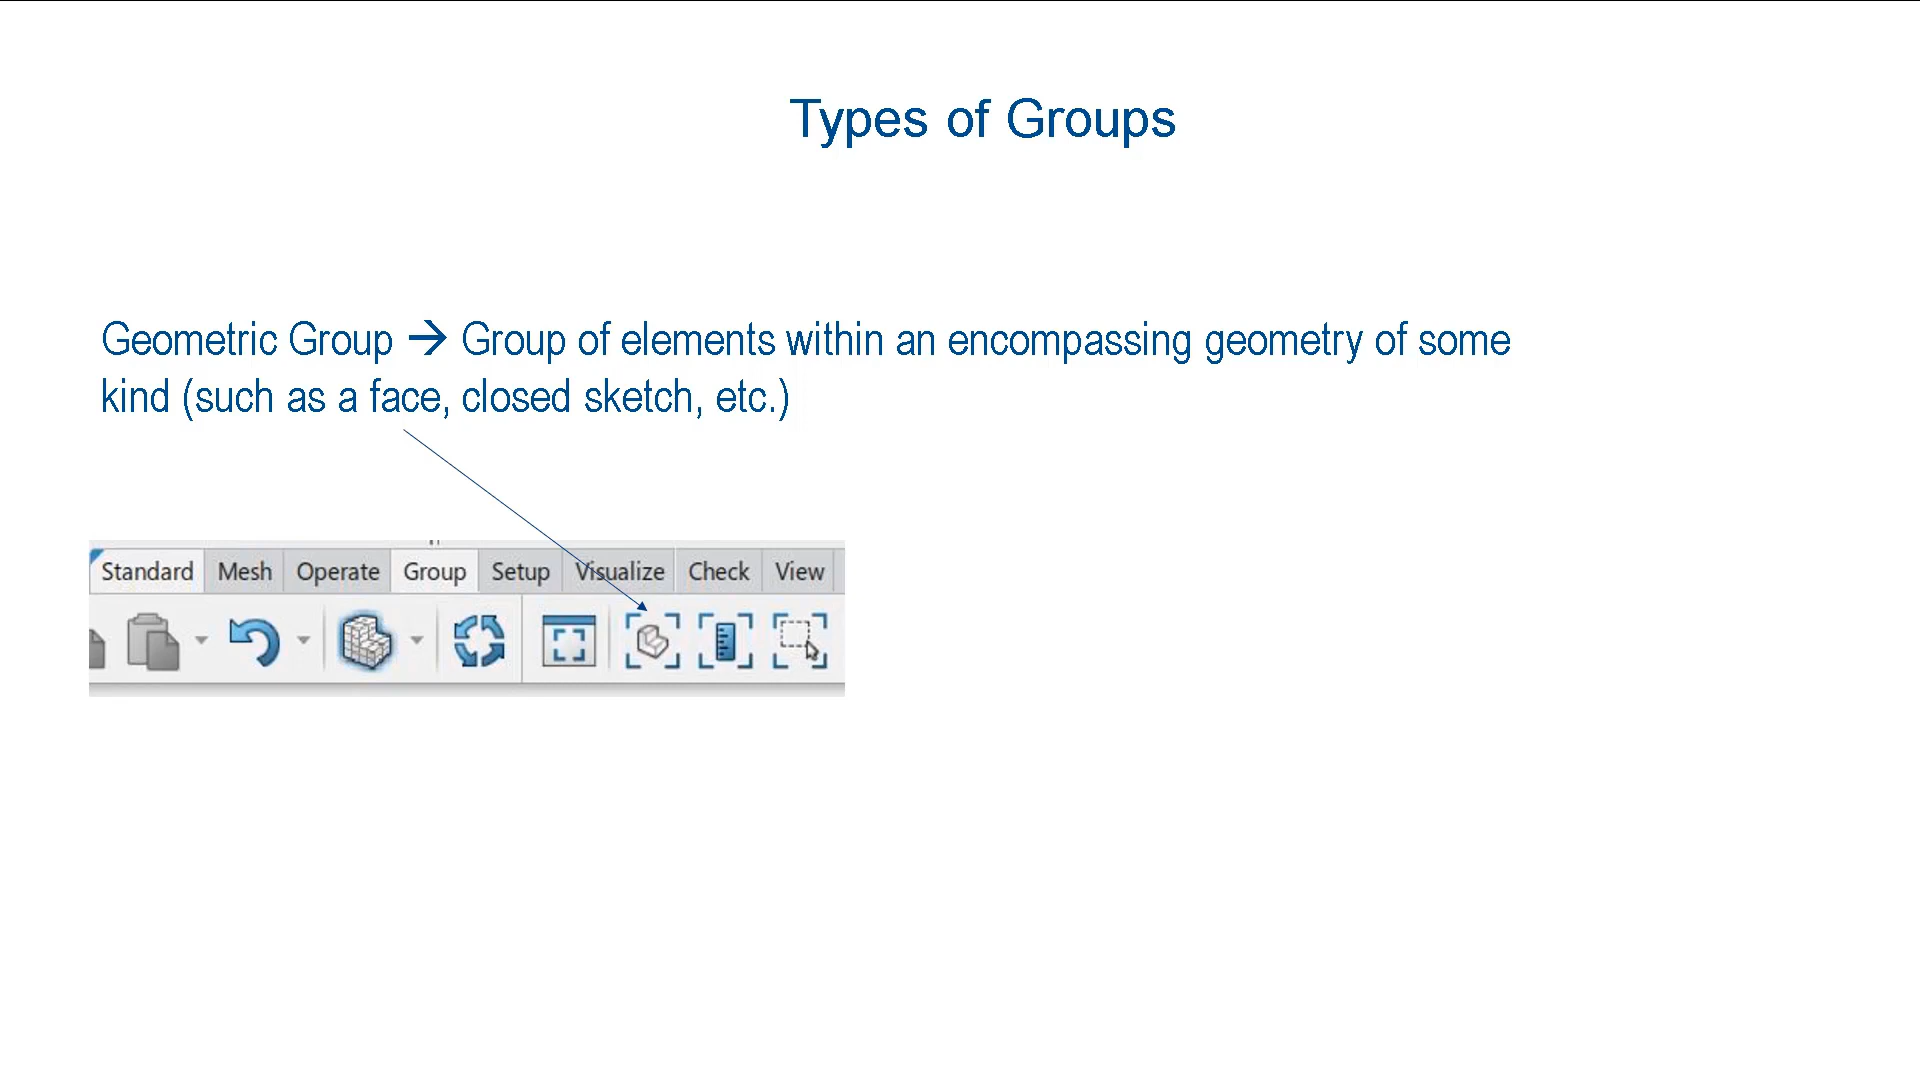 Types of Groups
Geometric Group → Group of elements within an encompassing geometry of some
kind (such as a face, closed sketch, etc.)
Standard Mesh Operate Group Setup Visualize Check View